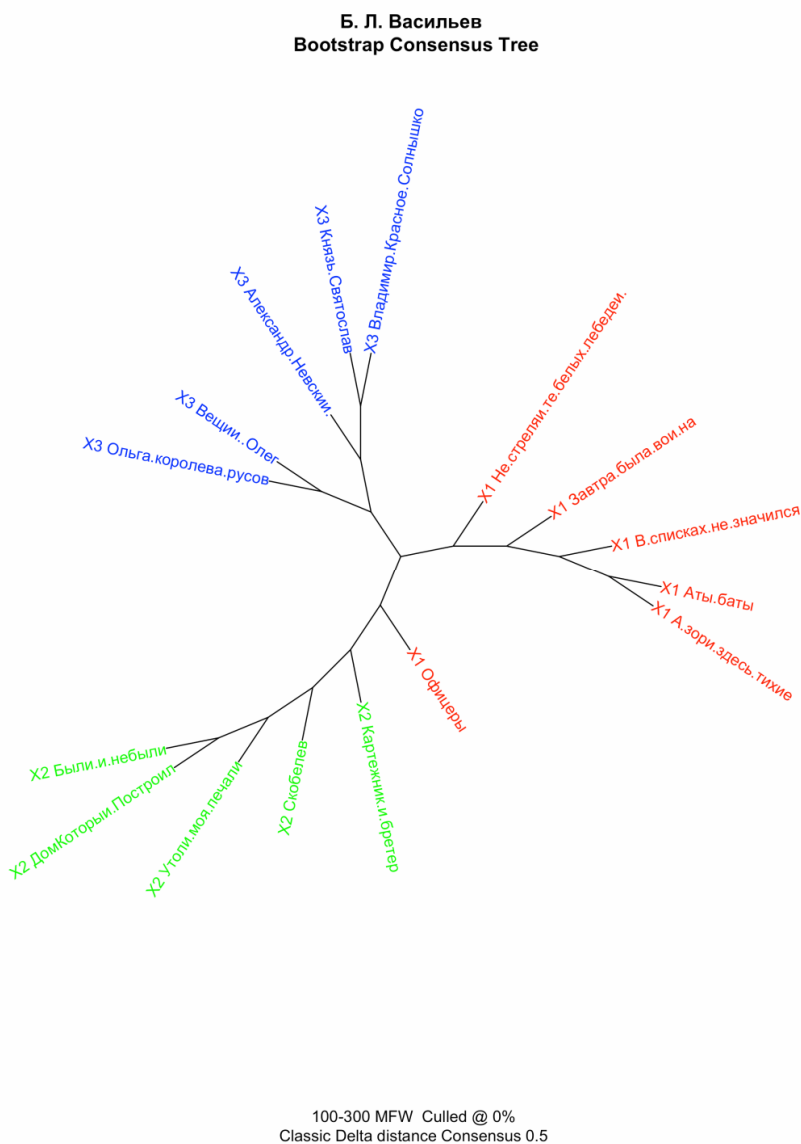 Б. Л. Васильев
Bootstrap Consensus Tree
X3 Владимир.Красное.Солнышко
X3 Князь.Святослав
X3 Александр.Невскии.
X3 Вещии..Олег
X3 Ольга.королева.русов
X1 Не.стреляи.те.белых.лебедеи.
X1 Завтра.была.вои.на
X1 В.списках.не.значился
X1 Аты.баты
X1 А.зори.здесь.тихие
X1 Офицеры
X2 Картежник.и.бретер
X2 Скобелев
X2 Утоли.моя.печали
X2 ДомКоторыи.Построил
X2 Были.и.небыли
100-300 MFW Culled @ 0%
Classic Delta distance Consensus 0.5